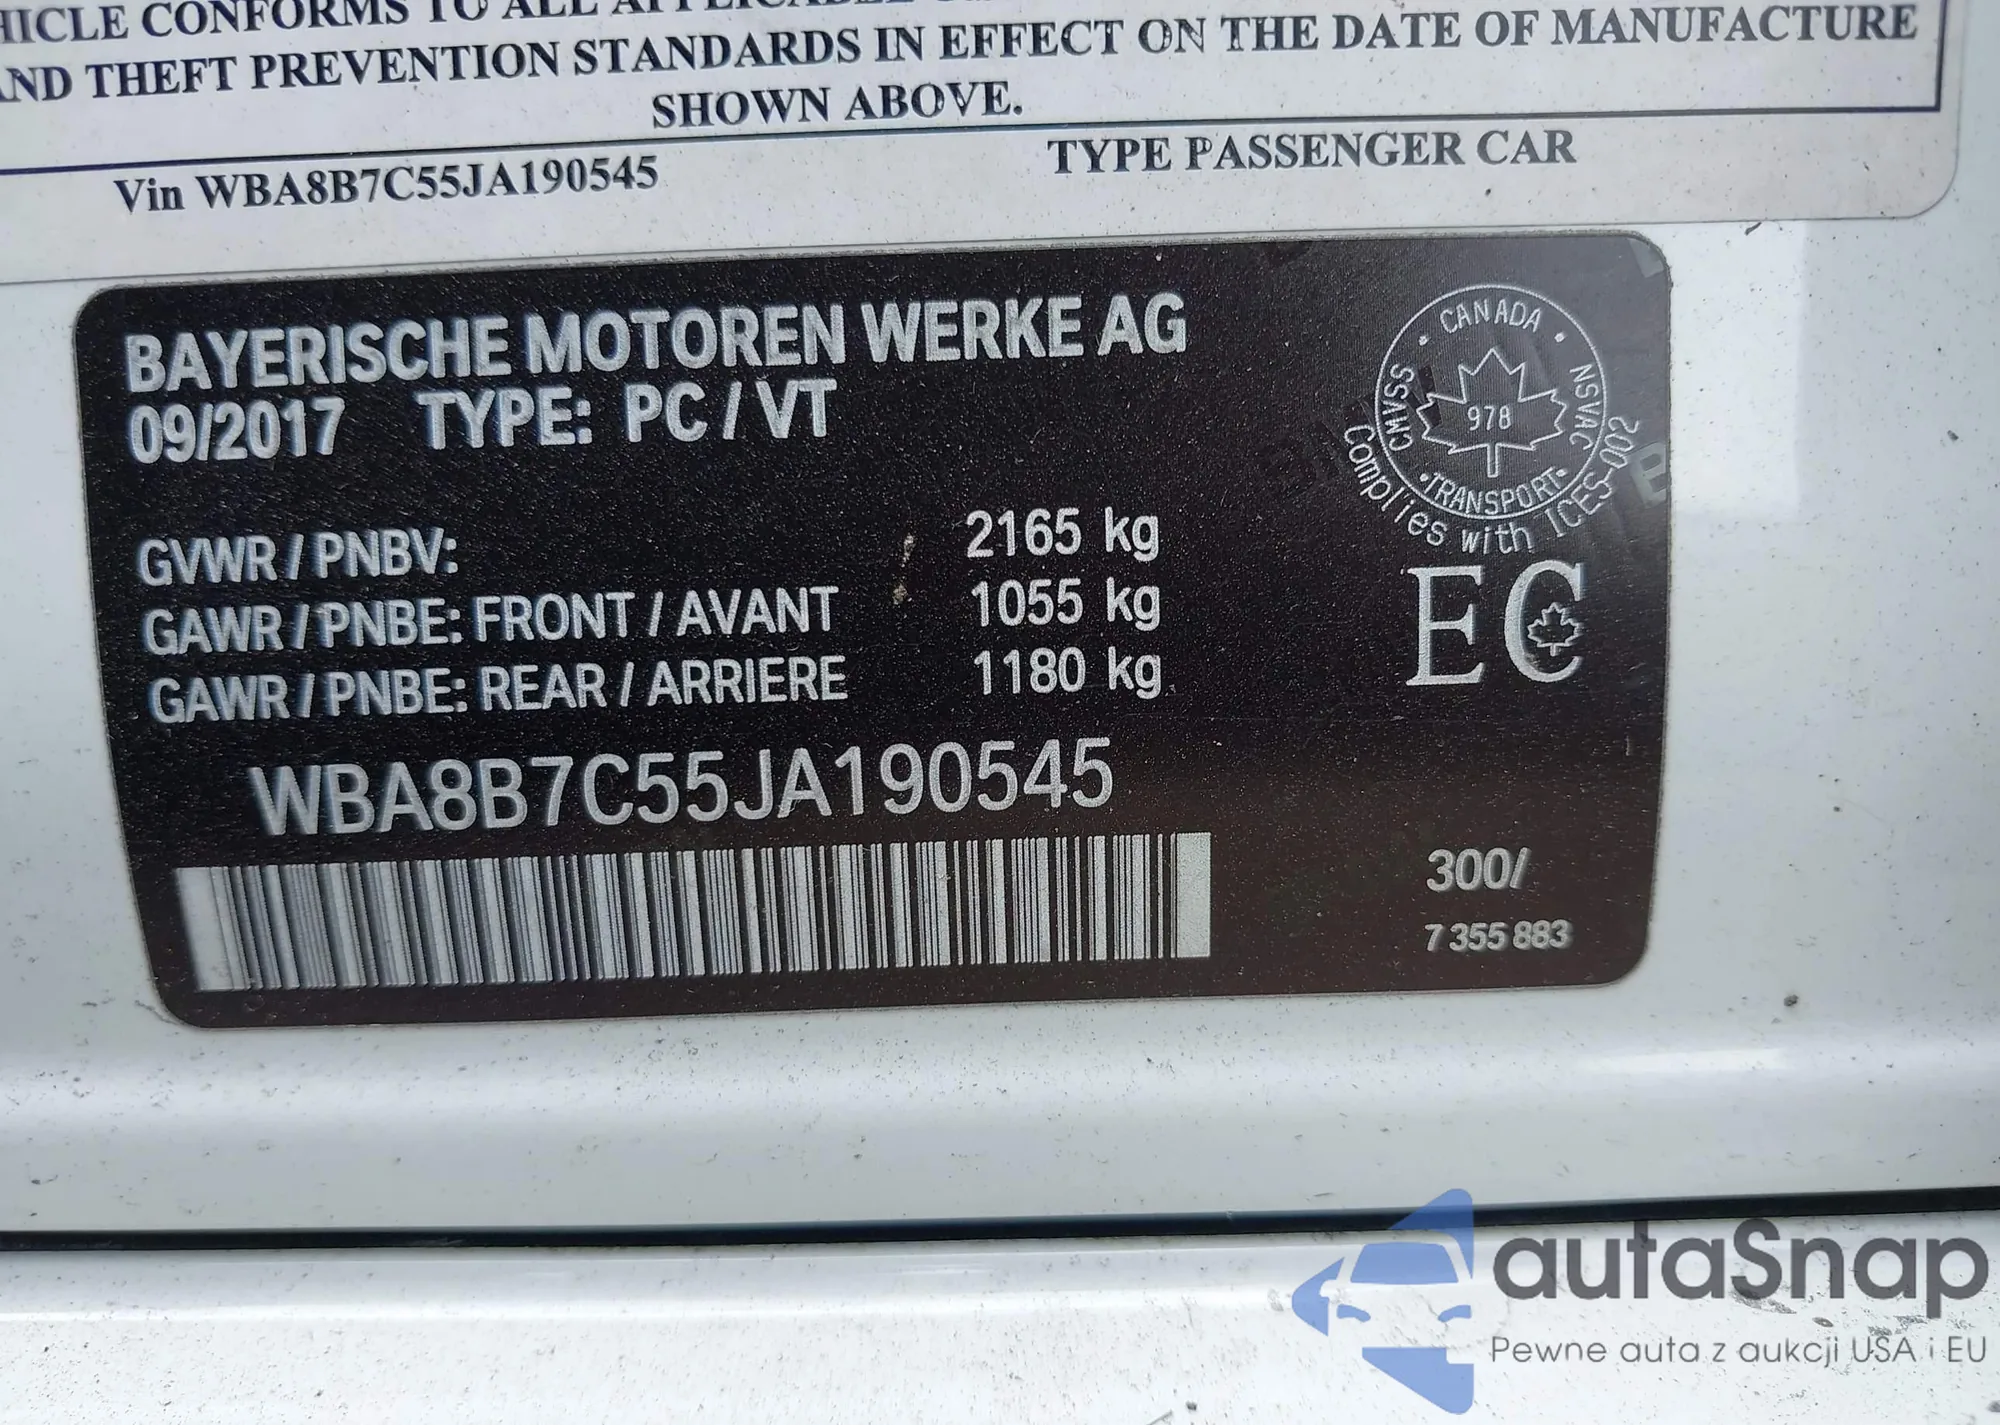 HICLE CONFORMS TO ALL
AND THEFT PREVENTION STANDARDS IN EFFECT ON THE DATE OF MANUFACTURE
SHOWN ABOVE.
Vin WBA8B7C55JA190545 TYPE PASSENGER CAR
BAYERISCHE MOTOREN WERKE AG
09/2017 TYPE: PC / VT
GVWR / PNBV: 2165 kg
GAWR / PNBE: FRONT / AVANT 1055 kg
GAWR / PNBE: REAR / ARRIERE 1180 kg
WBA8B7C55JA190545
CANADA
CMVSS
978
NSVAC
TRANSPORT
Complies with ICES-002
EC
300/
7 355 883
autaSnap
Pewne auta z aukcji USA i EU